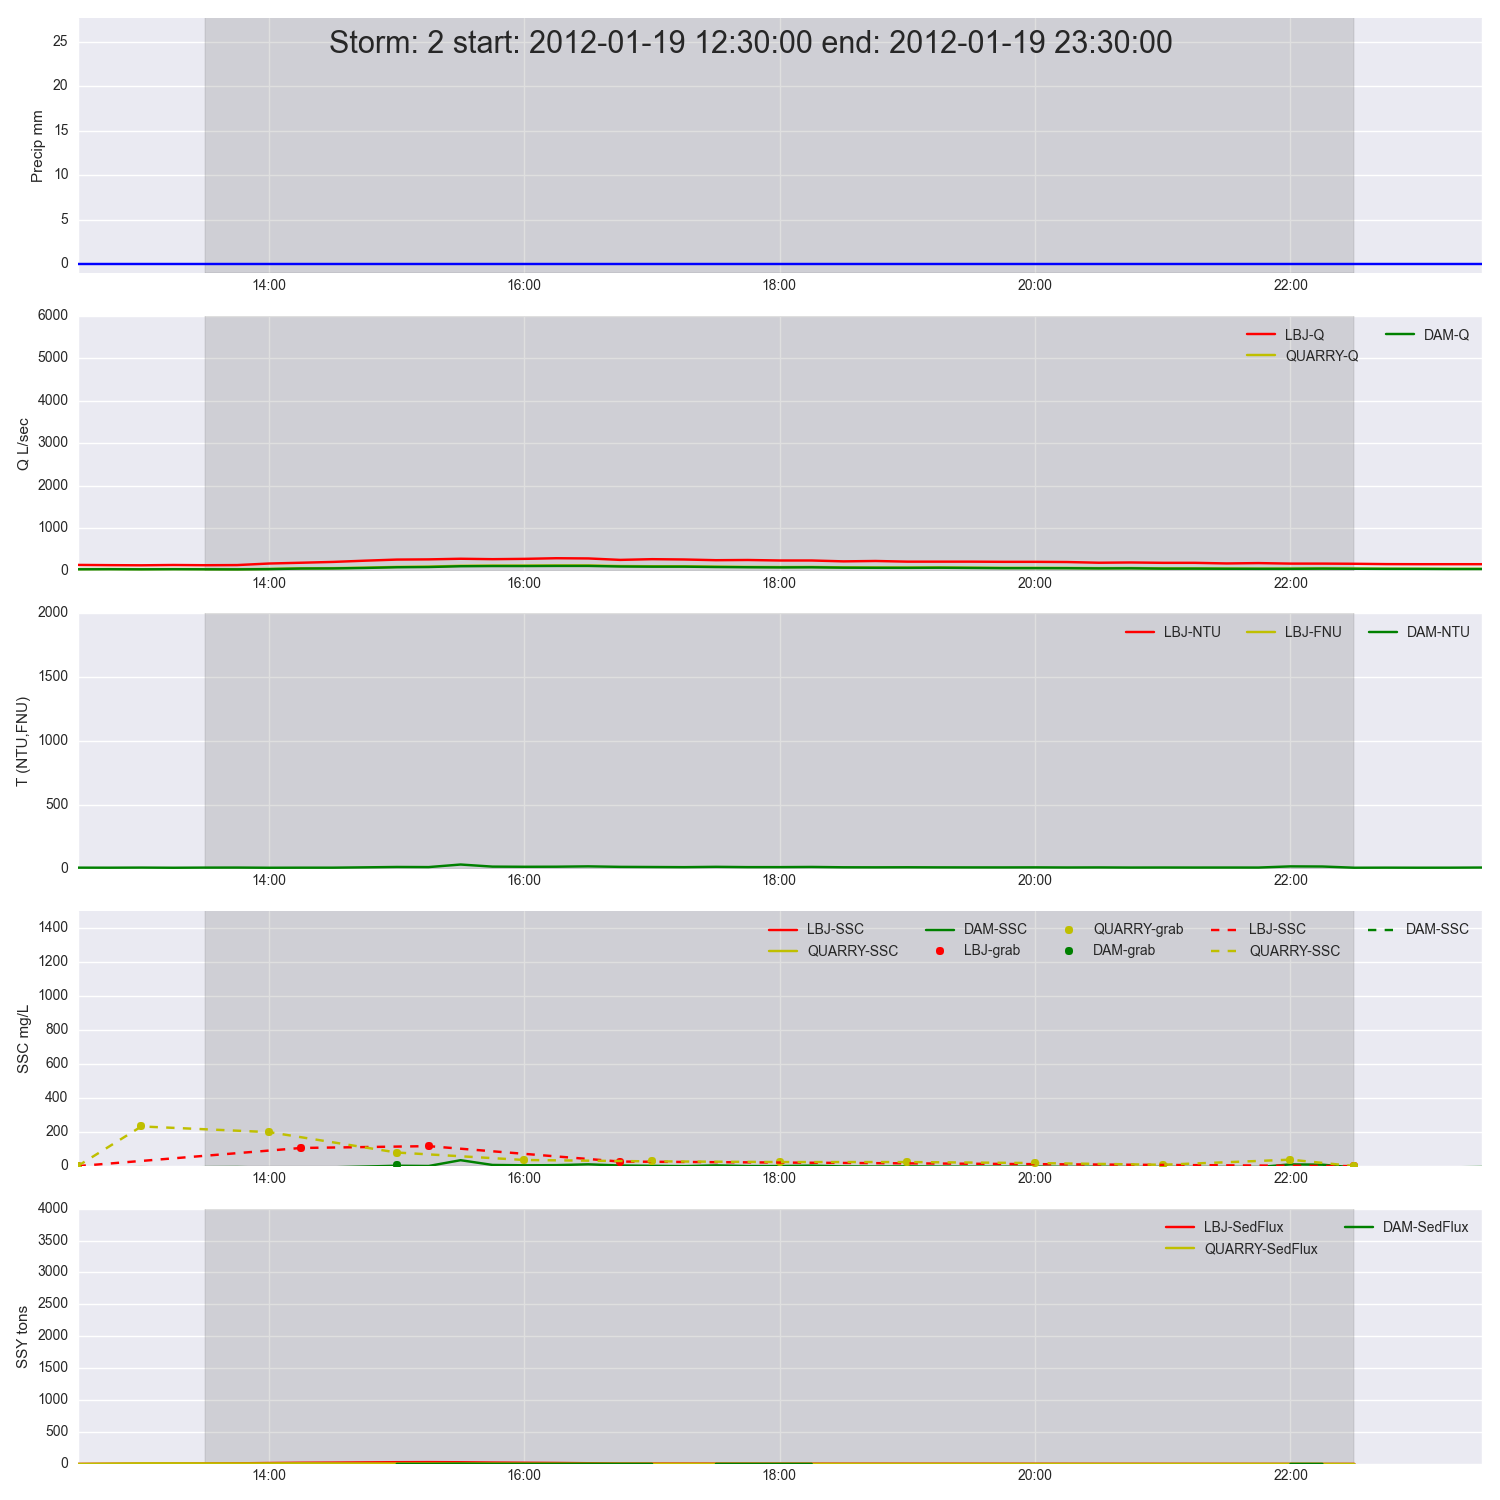 Storm: 2 start: 2012-01-19 12:30:00 end: 2012-01-19 23:30:00
Precip mm
25
20
15
10
5
0
14:00 16:00 18:00 20:00 22:00
Q L/sec
6000
5000
4000
3000
2000
1000
0
LBJ-Q DAM-Q
QUARRY-Q
14:00 16:00 18:00 20:00 22:00
T (NTU,FNU)
2000
1500
1000
500
0
LBJ-NTU LBJ-FNU DAM-NTU
14:00 16:00 18:00 20:00 22:00
SSC mg/L
1400
1200
1000
800
600
400
200
0
LBJ-SSC DAM-SSC QUARRY-grab LBJ-SSC DAM-SSC
QUARRY-SSC LBJ-grab DAM-grab QUARRY-SSC
14:00 16:00 18:00 20:00 22:00
SSY tons
4000
3500
3000
2500
2000
1500
1000
500
0
LBJ-SedFlux DAM-SedFlux
QUARRY-SedFlux
14:00 16:00 18:00 20:00 22:00